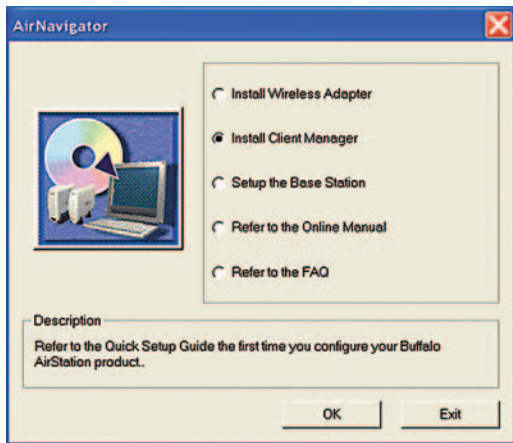 AirNavigator
Install Wireless Adapter
Install Client Manager
Setup the Base Station
Refer to the Online Manual
Refer to the FAQ
Description
Refer to the Quick Setup Guide the first time you configure your Buffalo
AirStation product..
OK
Exit